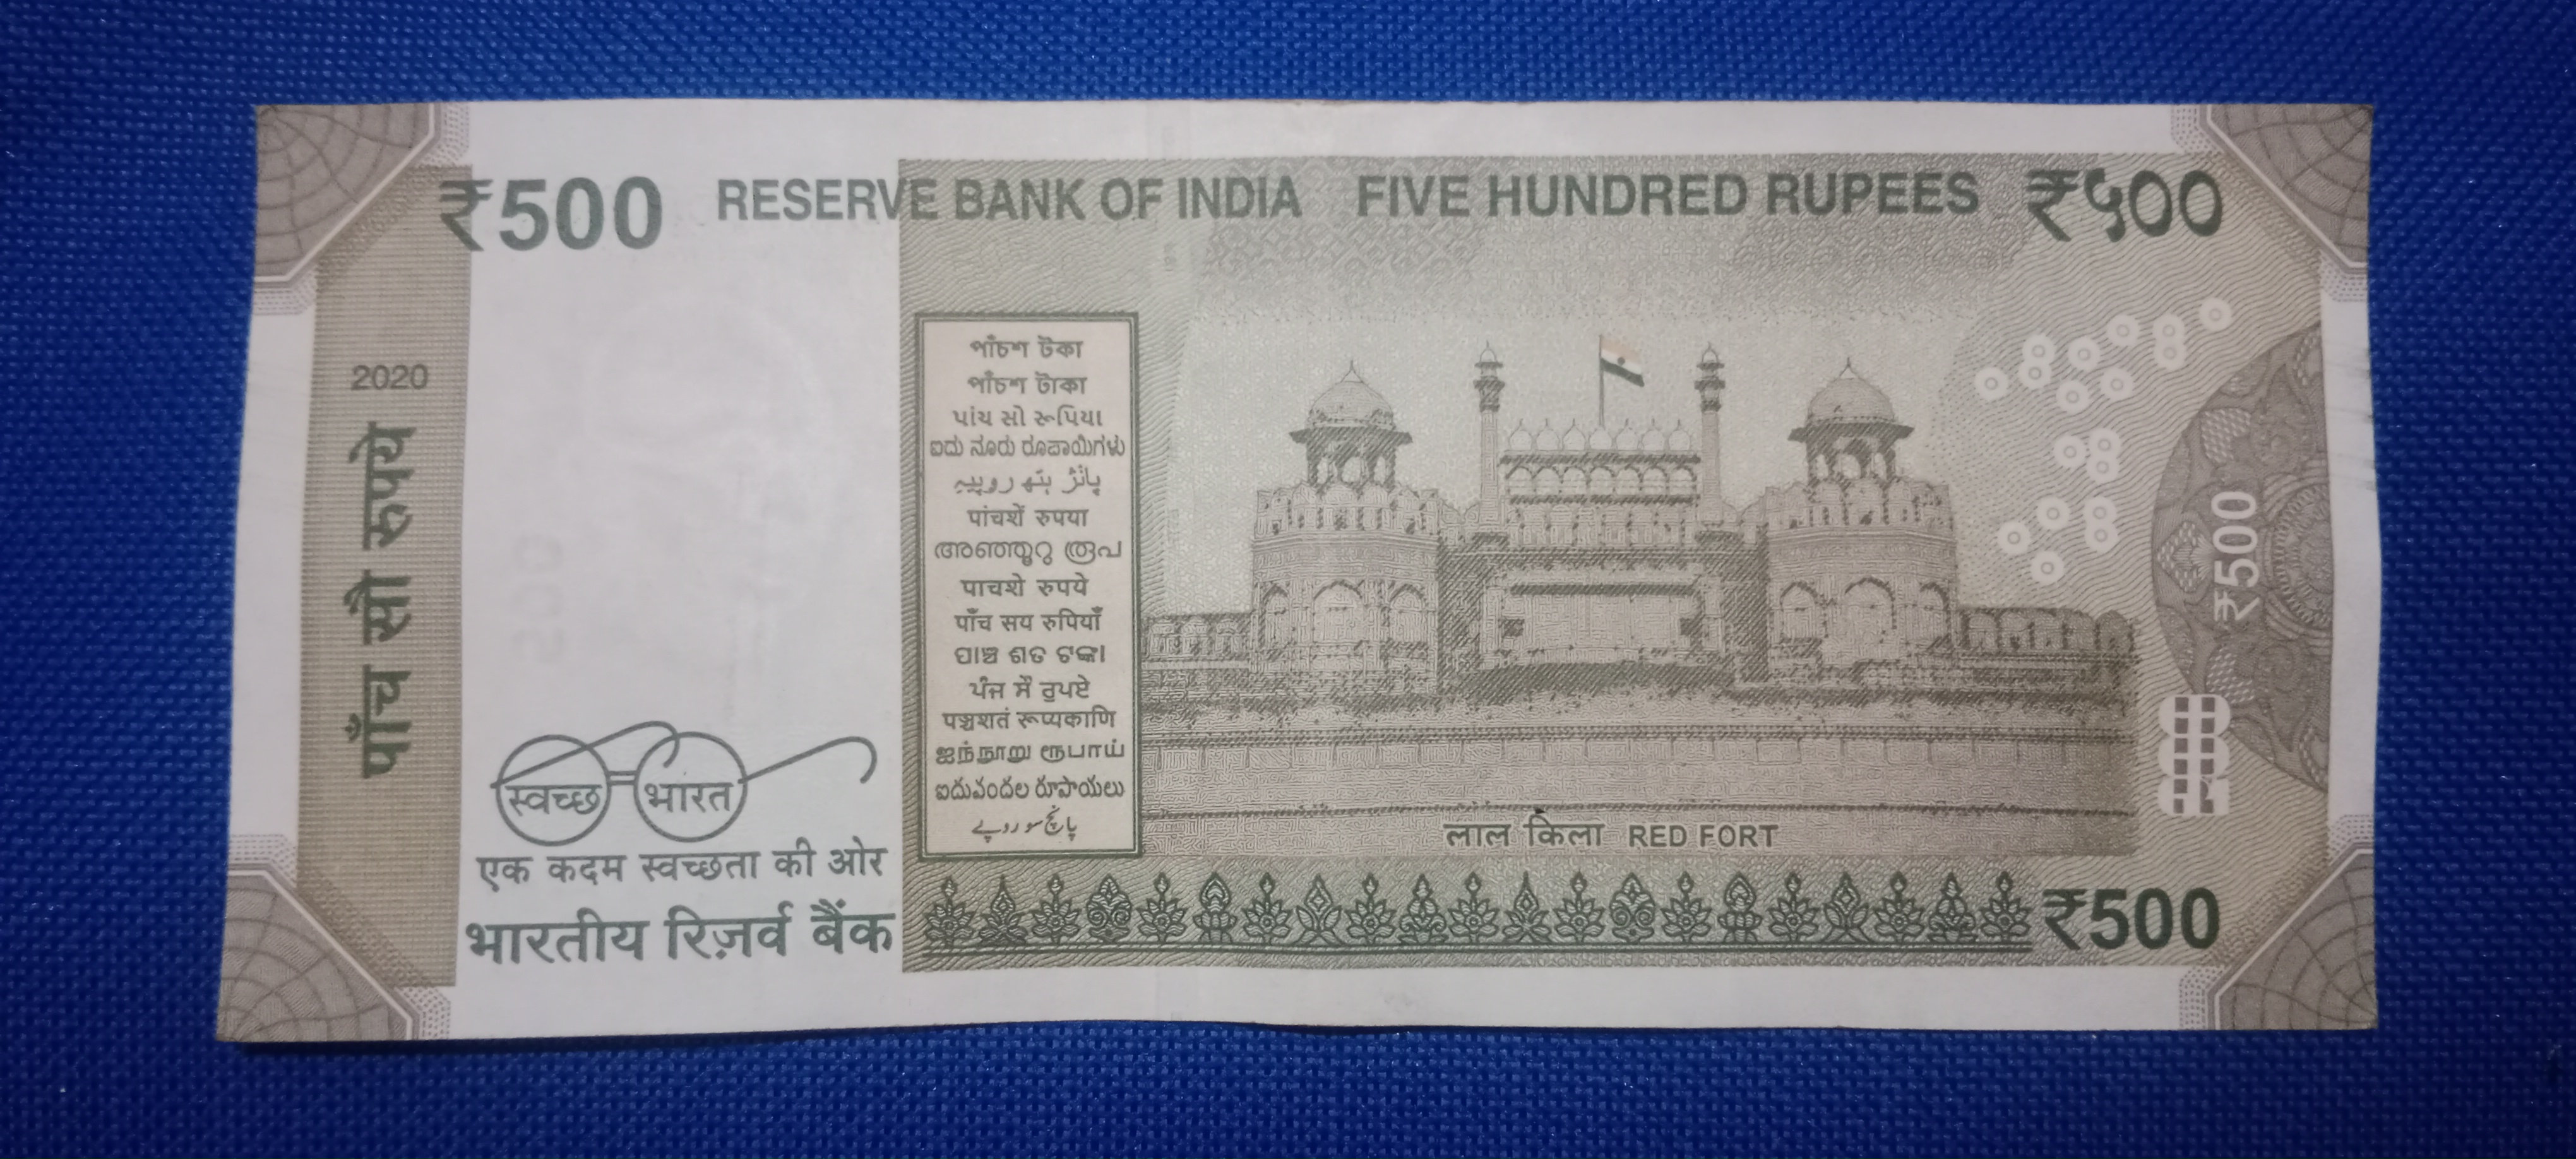 ₹500 RESERVE BANK OF INDIA FIVE HUNDRED RUPEES ₹५००
2020
पाँच सौ रुपये
পাঁচশ টকা
পাঁচশ টাকা
પાંચ સો રૂપિયા
ಐದು ನೂರು ರೂಪಾಯಿಗಳು
پانژ ہتھ روپیہ
पांचशें रुपया
അഞ്ഞൂറു രൂപ
पाचशे रुपये
पाँच सय रुपियाँ
ପାଞ୍ଚ ଶତ ଟଙ୍କା
ਪੰਜ ਸੌ ਰੁਪਏ
पञ्चशतं रूप्यकाणि
ஐந்நூறு ரூபாய்
ఐదువందల రూపాయలు
پانچ سو روپے
₹500
स्वच्छ भारत
एक कदम स्वच्छता की ओर
भारतीय रिज़र्व बैंक
लाल किला RED FORT
₹500